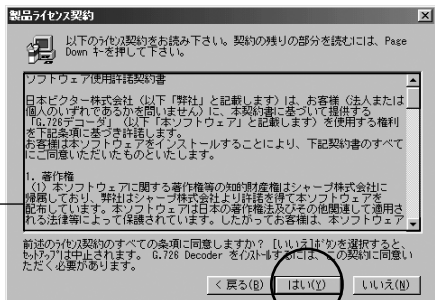 製品ライセンス契約
以下のライセンス契約をお読み下さい。契約の残りの部分を読むには、Page
Down キーを押して下さい。
ソフトウェア使用許諾契約書
日本ビクター株式会社（以下「弊社」と記載します）は、お客様（法人または
個人のいずれであるかを問いません）に、本契約書に基づいて提供する
「G.726デコーダ」（以下「本ソフトウェア」と記載します）を使用する権利
を下記条項に基づき許諾します。
お客様は本ソフトウェアをインストールすることにより、下記契約書のすべて
にご同意いただいたものといたします。
1. 著作権
(1) 本ソフトウェアに関する著作権等の知的財産権はシャープ株式会社に
帰属しており、弊社はシャープ株式会社より許諾を得て本ソフトウェアを
配布しています。本ソフトウェアは日本の著作権法及びその他関連して適用さ
れる法律等によって保護されています。したがってお客様は、本ソフトウェア
前述のライセンス契約のすべての条項に同意しますか？ [いいえ]ボタンを選択すると、
セットアップは中止されます。 G.726 Decoder をインストールするには、この契約に同意い
ただく必要があります。
< 戻る(B)
はい(Y)
いいえ(N)